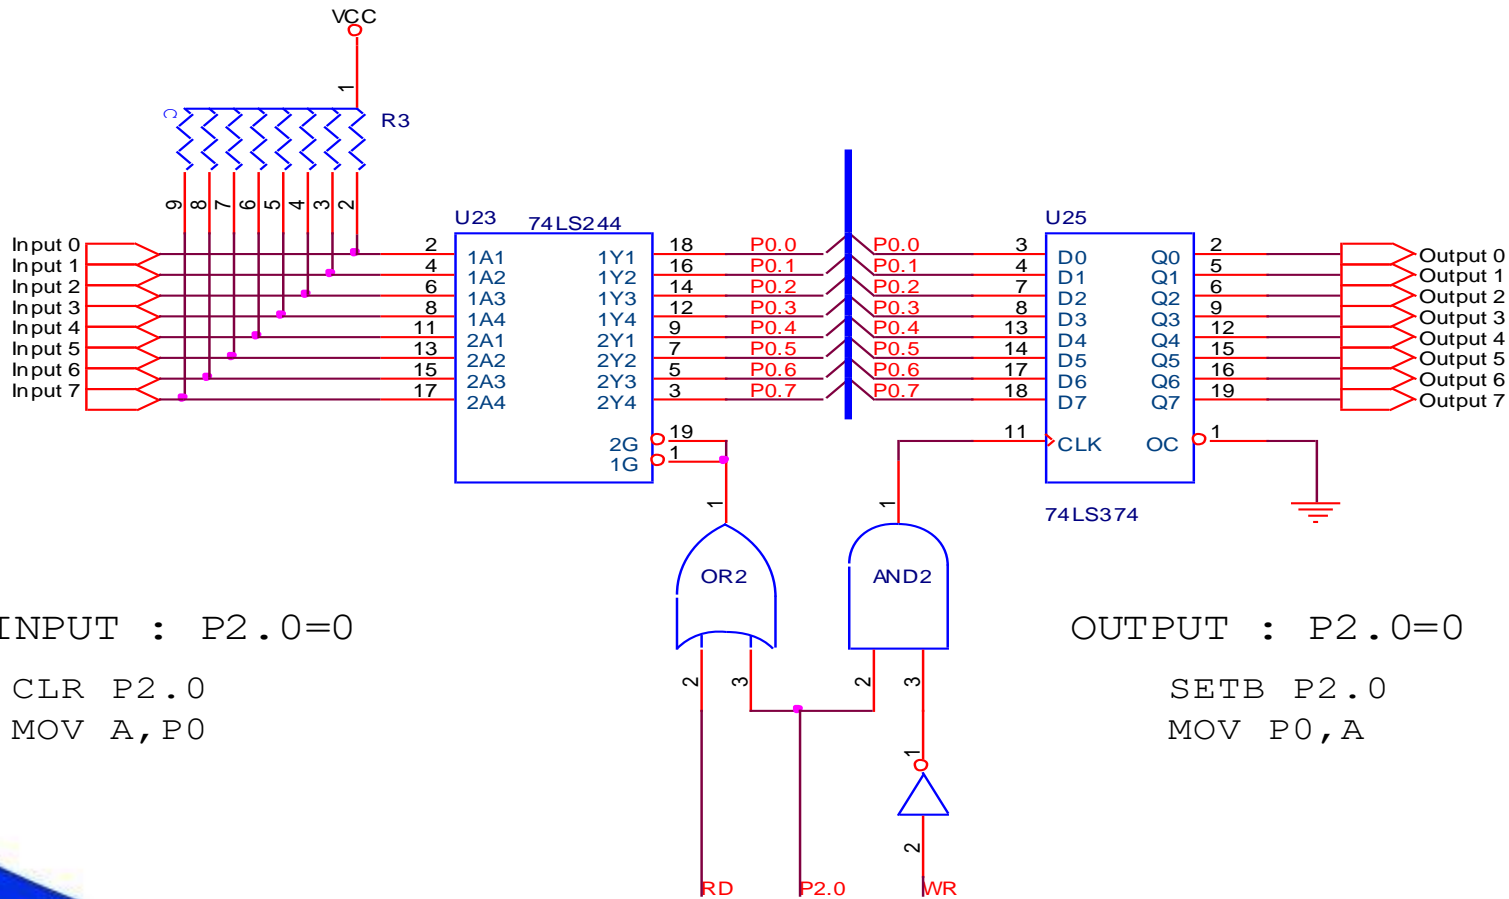 VCC
1
C
R3
9 8 7 6 5 4 3 2
U23 74LS244
U25
Input 0 2 1A1 1Y1 18 P0.0 P0.0 3 D0 Q0 2 Output 0
Input 1 4 1A2 1Y2 16 P0.1 P0.1 4 D1 Q1 5 Output 1
Input 2 6 1A3 1Y3 14 P0.2 P0.2 7 D2 Q2 6 Output 2
Input 3 8 1A4 1Y4 12 P0.3 P0.3 8 D3 Q3 9 Output 3
Input 4 11 2A1 2Y1 9 P0.4 P0.4 13 D4 Q4 12 Output 4
Input 5 13 2A2 2Y2 7 P0.5 P0.5 14 D5 Q5 15 Output 5
Input 6 15 2A3 2Y3 5 P0.6 P0.6 17 D6 Q6 16 Output 6
Input 7 17 2A4 2Y4 3 P0.7 P0.7 18 D7 Q7 19 Output 7
2G 19 11 CLK OC 1
1G 1
1 1 74LS374
OR2 AND2
INPUT : P2.0=0
OUTPUT : P2.0=0
2 3 2 3
CLR P2.0
SETB P2.0
MOV A,P0
MOV P0,A
1
2
RD P2.0 WR